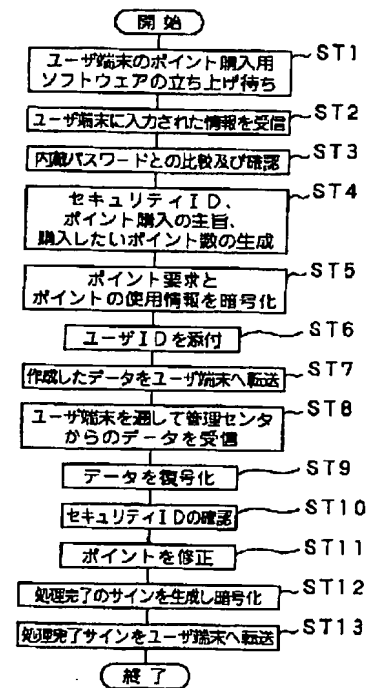 開始
ユーザ端末のポイント購入用
ソフトウェアの立ち上げ待ち
ST1
ユーザ端末に入力された情報を受信
ST2
内蔵パスワードとの比較及び確認
ST3
セキュリティID、
ポイント購入の主旨、
購入したいポイント数の生成
ST4
ポイント要求と
ポイントの使用情報を暗号化
ST5
ユーザIDを添付
ST6
作成したデータをユーザ端末へ転送
ST7
ユーザ端末を通して管理センタ
からのデータを受信
ST8
データを復号化
ST9
セキュリティIDの確認
ST10
ポイントを修正
ST11
処理完了のサインを生成し暗号化
ST12
処理完了サインをユーザ端末へ転送
ST13
終了